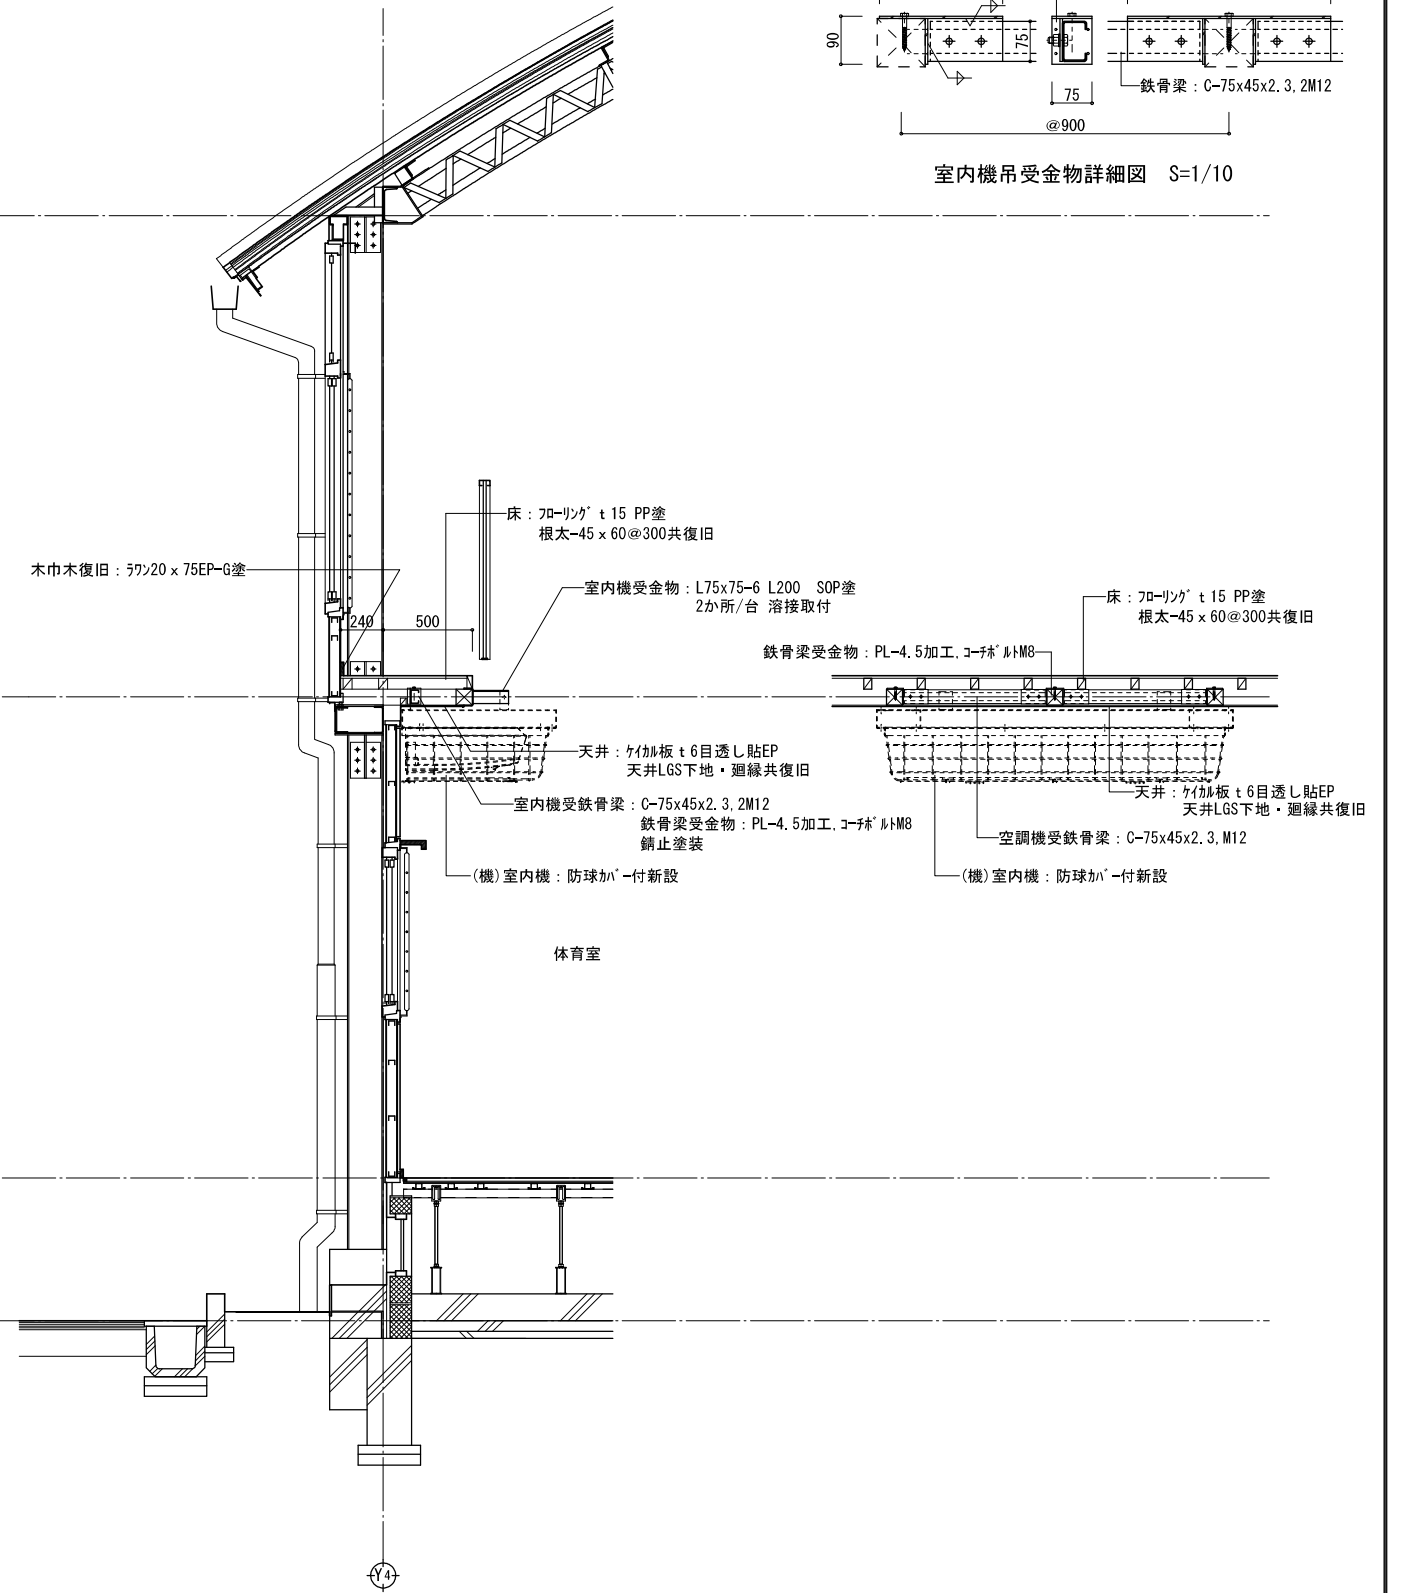 90
75
75
鉄骨梁：C-75x45x2.3,2M12
@900
室内機吊受金物詳細図　S=1/10
床：ﾌﾛｰﾘﾝｸﾞ t 15 PP塗
根太-45ｘ60@300共復旧
木巾木復旧：ﾗﾜﾝ20ｘ75EP-G塗
室内機受金物：L75x75-6 L200 SOP塗
2か所/台 溶接取付
240
500
床：ﾌﾛｰﾘﾝｸﾞ t 15 PP塗
根太-45ｘ60@300共復旧
鉄骨梁受金物：PL-4.5加工,ｺｰﾁﾎﾞﾙﾄM8
天井：ｹｲｶﾙ板 t 6目透し貼EP
天井LGS下地・廻縁共復旧
室内機受鉄骨梁：C-75x45x2.3,2M12
鉄骨梁受金物：PL-4.5加工,ｺｰﾁﾎﾞﾙﾄM8
錆止塗装
(機)室内機：防球ｶﾊﾞｰ付新設
天井：ｹｲｶﾙ板 t 6目透し貼EP
天井LGS下地・廻縁共復旧
空調機受鉄骨梁：C-75x45x2.3,M12
(機)室内機：防球ｶﾊﾞｰ付新設
体育室
Y4